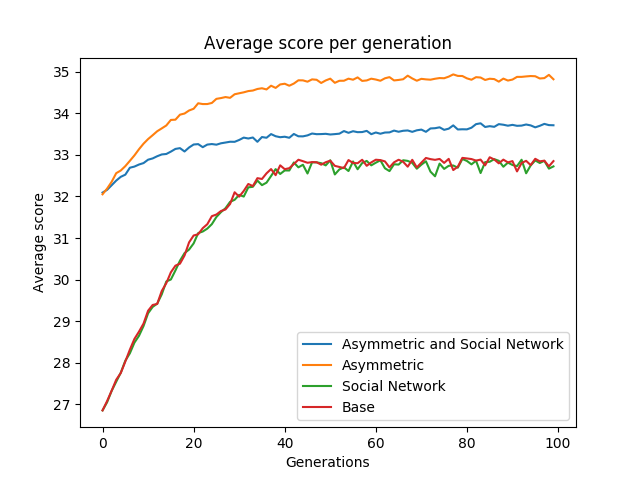 Average score per generation
Average score
35
34
33
32
31
30
29
28
27
0
20
40
60
80
100
Generations
Asymmetric and Social Network
Asymmetric
Social Network
Base